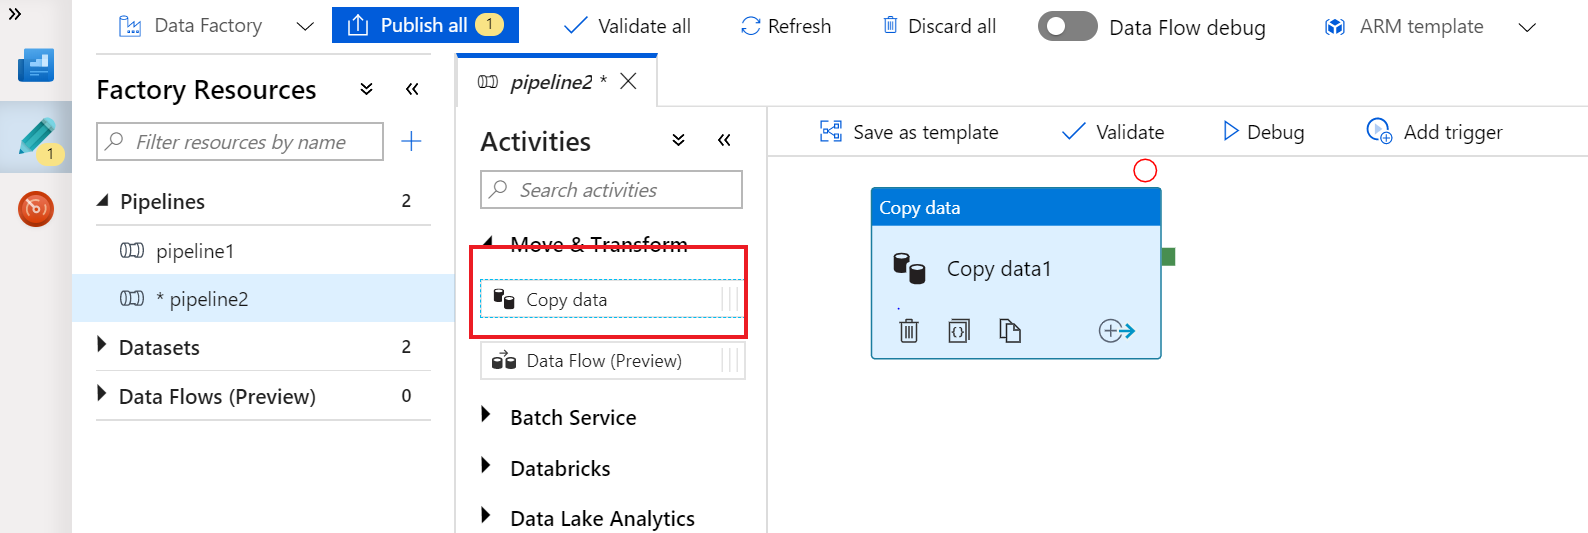 Data Factory
Publish all 1
Validate all
Refresh
Discard all
Data Flow debug
ARM template
1
Factory Resources
Filter resources by name
Pipelines 2
pipeline1
* pipeline2
Datasets 2
Data Flows (Preview) 0
pipeline2 *
Activities
Search activities
Move & Transform
Copy data
Data Flow (Preview)
Batch Service
Databricks
Data Lake Analytics
Save as template
Validate
Debug
Add trigger
Copy data
Copy data1